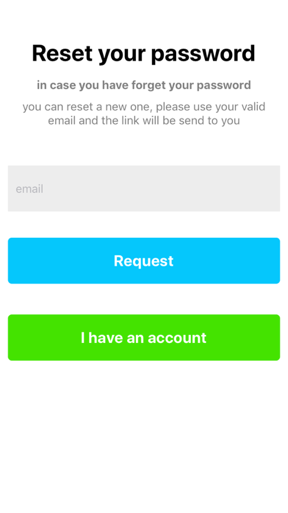 Reset your password
in case you have forget your password
you can reset a new one, please use your valid
email and the link will be send to you
email
Request
I have an account